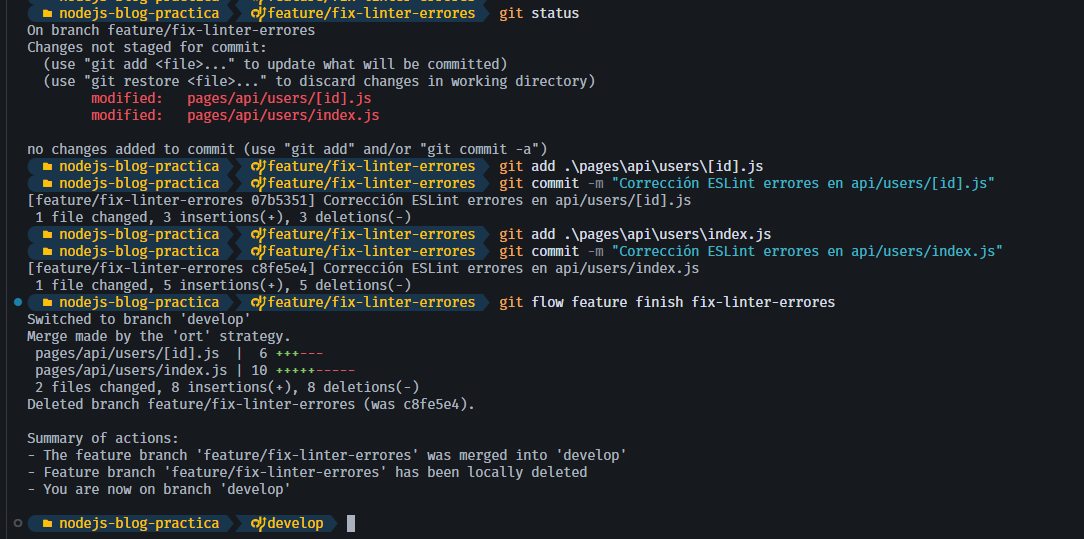 nodejs-blog-practica feature/fix-linter-errores git status
On branch feature/fix-linter-errores
Changes not staged for commit:
  (use "git add <file>..." to update what will be committed)
  (use "git restore <file>..." to discard changes in working directory)
        modified:   pages/api/users/[id].js
        modified:   pages/api/users/index.js

no changes added to commit (use "git add" and/or "git commit -a")
nodejs-blog-practica feature/fix-linter-errores git add .\pages\api\users\[id].js
nodejs-blog-practica feature/fix-linter-errores git commit -m "Corrección ESLint errores en api/users/[id].js"
[feature/fix-linter-errores 07b5351] Corrección ESLint errores en api/users/[id].js
 1 file changed, 3 insertions(+), 3 deletions(-)
nodejs-blog-practica feature/fix-linter-errores git add .\pages\api\users\index.js
nodejs-blog-practica feature/fix-linter-errores git commit -m "Corrección ESLint errores en api/users/index.js"
[feature/fix-linter-errores c8fe5e4] Corrección ESLint errores en api/users/index.js
 1 file changed, 5 insertions(+), 5 deletions(-)
nodejs-blog-practica feature/fix-linter-errores git flow feature finish fix-linter-errores
Switched to branch 'develop'
Merge made by the 'ort' strategy.
 pages/api/users/[id].js  |  6 +++---
 pages/api/users/index.js | 10 +++++-----
 2 files changed, 8 insertions(+), 8 deletions(-)
Deleted branch feature/fix-linter-errores (was c8fe5e4).

Summary of actions:
- The feature branch 'feature/fix-linter-errores' was merged into 'develop'
- Feature branch 'feature/fix-linter-errores' has been locally deleted
- You are now on branch 'develop'

nodejs-blog-practica develop